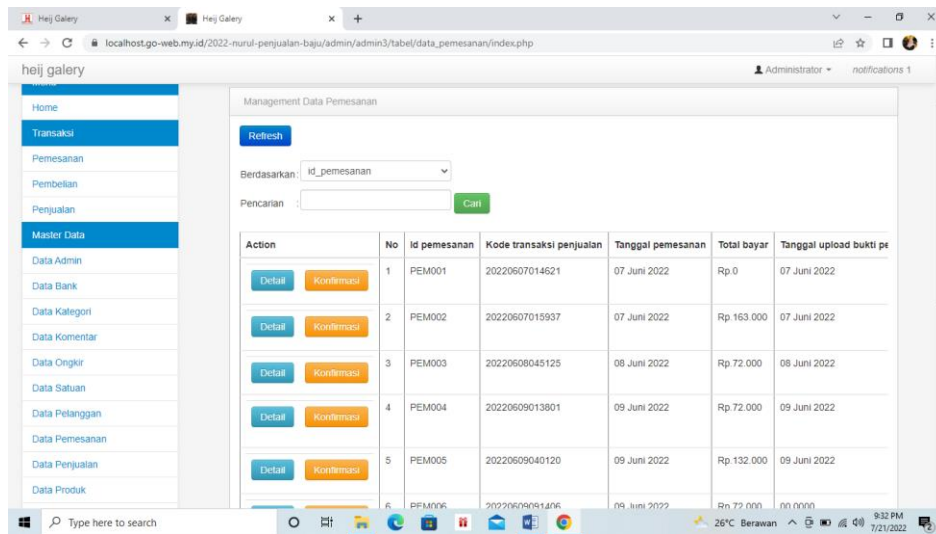 Heij Galery
Heij Galery
localhost.go-web.my.id/2022-nurul-penjualan-baju/admin/admin3/tabel/data_pemesanan/index.php
heij galery
Administrator
notifications 1
Home
Transaksi
Pemesanan
Pembelian
Penjualan
Master Data
Data Admin
Data Bank
Data Kategori
Data Komentar
Data Ongkir
Data Satuan
Data Pelanggan
Data Pemesanan
Data Penjualan
Data Produk
Management Data Pemesanan
Refresh
Berdasarkan : id_pemesanan
Pencarian :
Cari
Action No Id pemesanan Kode transaksi penjualan Tanggal pemesanan Total bayar Tanggal upload bukti pe
Detail Konfirmasi 1 PEM001 20220607014621 07 Juni 2022 Rp.0 07 Juni 2022
Detail Konfirmasi 2 PEM002 20220607015937 07 Juni 2022 Rp.163.000 07 Juni 2022
Detail Konfirmasi 3 PEM003 20220608045125 08 Juni 2022 Rp.72.000 08 Juni 2022
Detail Konfirmasi 4 PEM004 20220609013801 09 Juni 2022 Rp.72.000 09 Juni 2022
Detail Konfirmasi 5 PEM005 20220609040120 09 Juni 2022 Rp.132.000 09 Juni 2022
6 PEM006 20220609091406 09 Juni 2022 Rp.72.000 00 0000
Type here to search
26°C Berawan
9:32 PM
7/21/2022